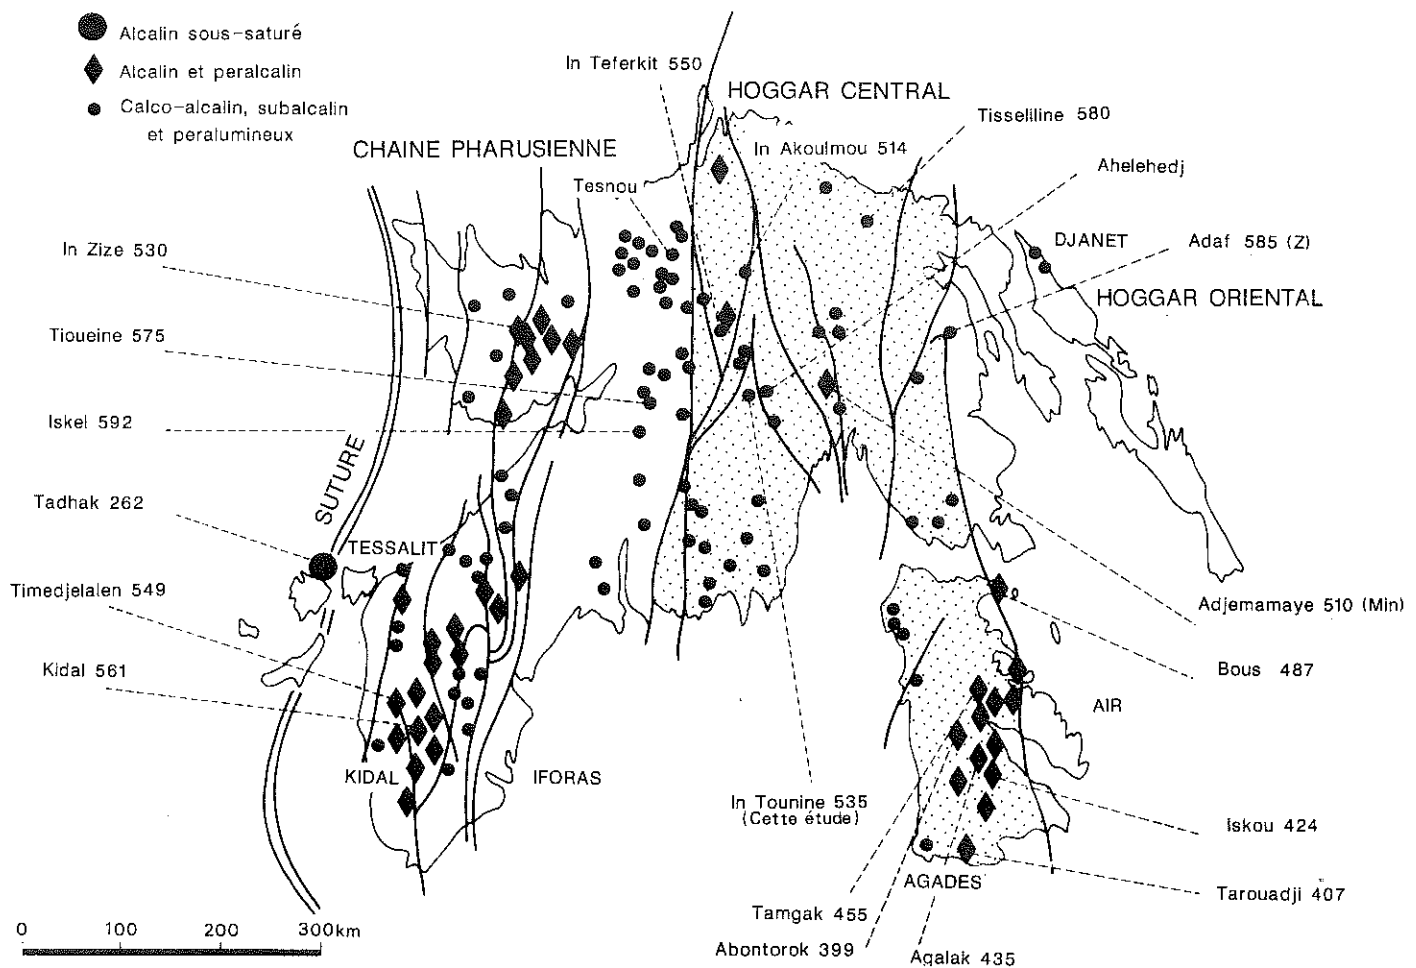 Alcalin sous-saturé
Alcalin et peralcalin
Calco-alcalin, subalcalin
et peralumineux
CHAINE PHARUSIENNE
In Teferkit 550
HOGGAR CENTRAL
Tisselliline 580
In Akoulmou 514
Ahelehedj
Tesnou
In Zize 530
DJANET
Adaf 585 (Z)
HOGGAR ORIENTAL
Tioueine 575
Iskel 592
SUTURE
Tadhak 262
TESSALIT
Timedjelalen 549
Adjemamaye 510 (Min)
Kidal 561
Bous 487
AIR
KIDAL
IFORAS
In Tounine 535
(Cette étude)
Iskou 424
AGADES
Tarouadji 407
Tamgak 455
Abontorok 399
Agalak 435
0 100 200 300km